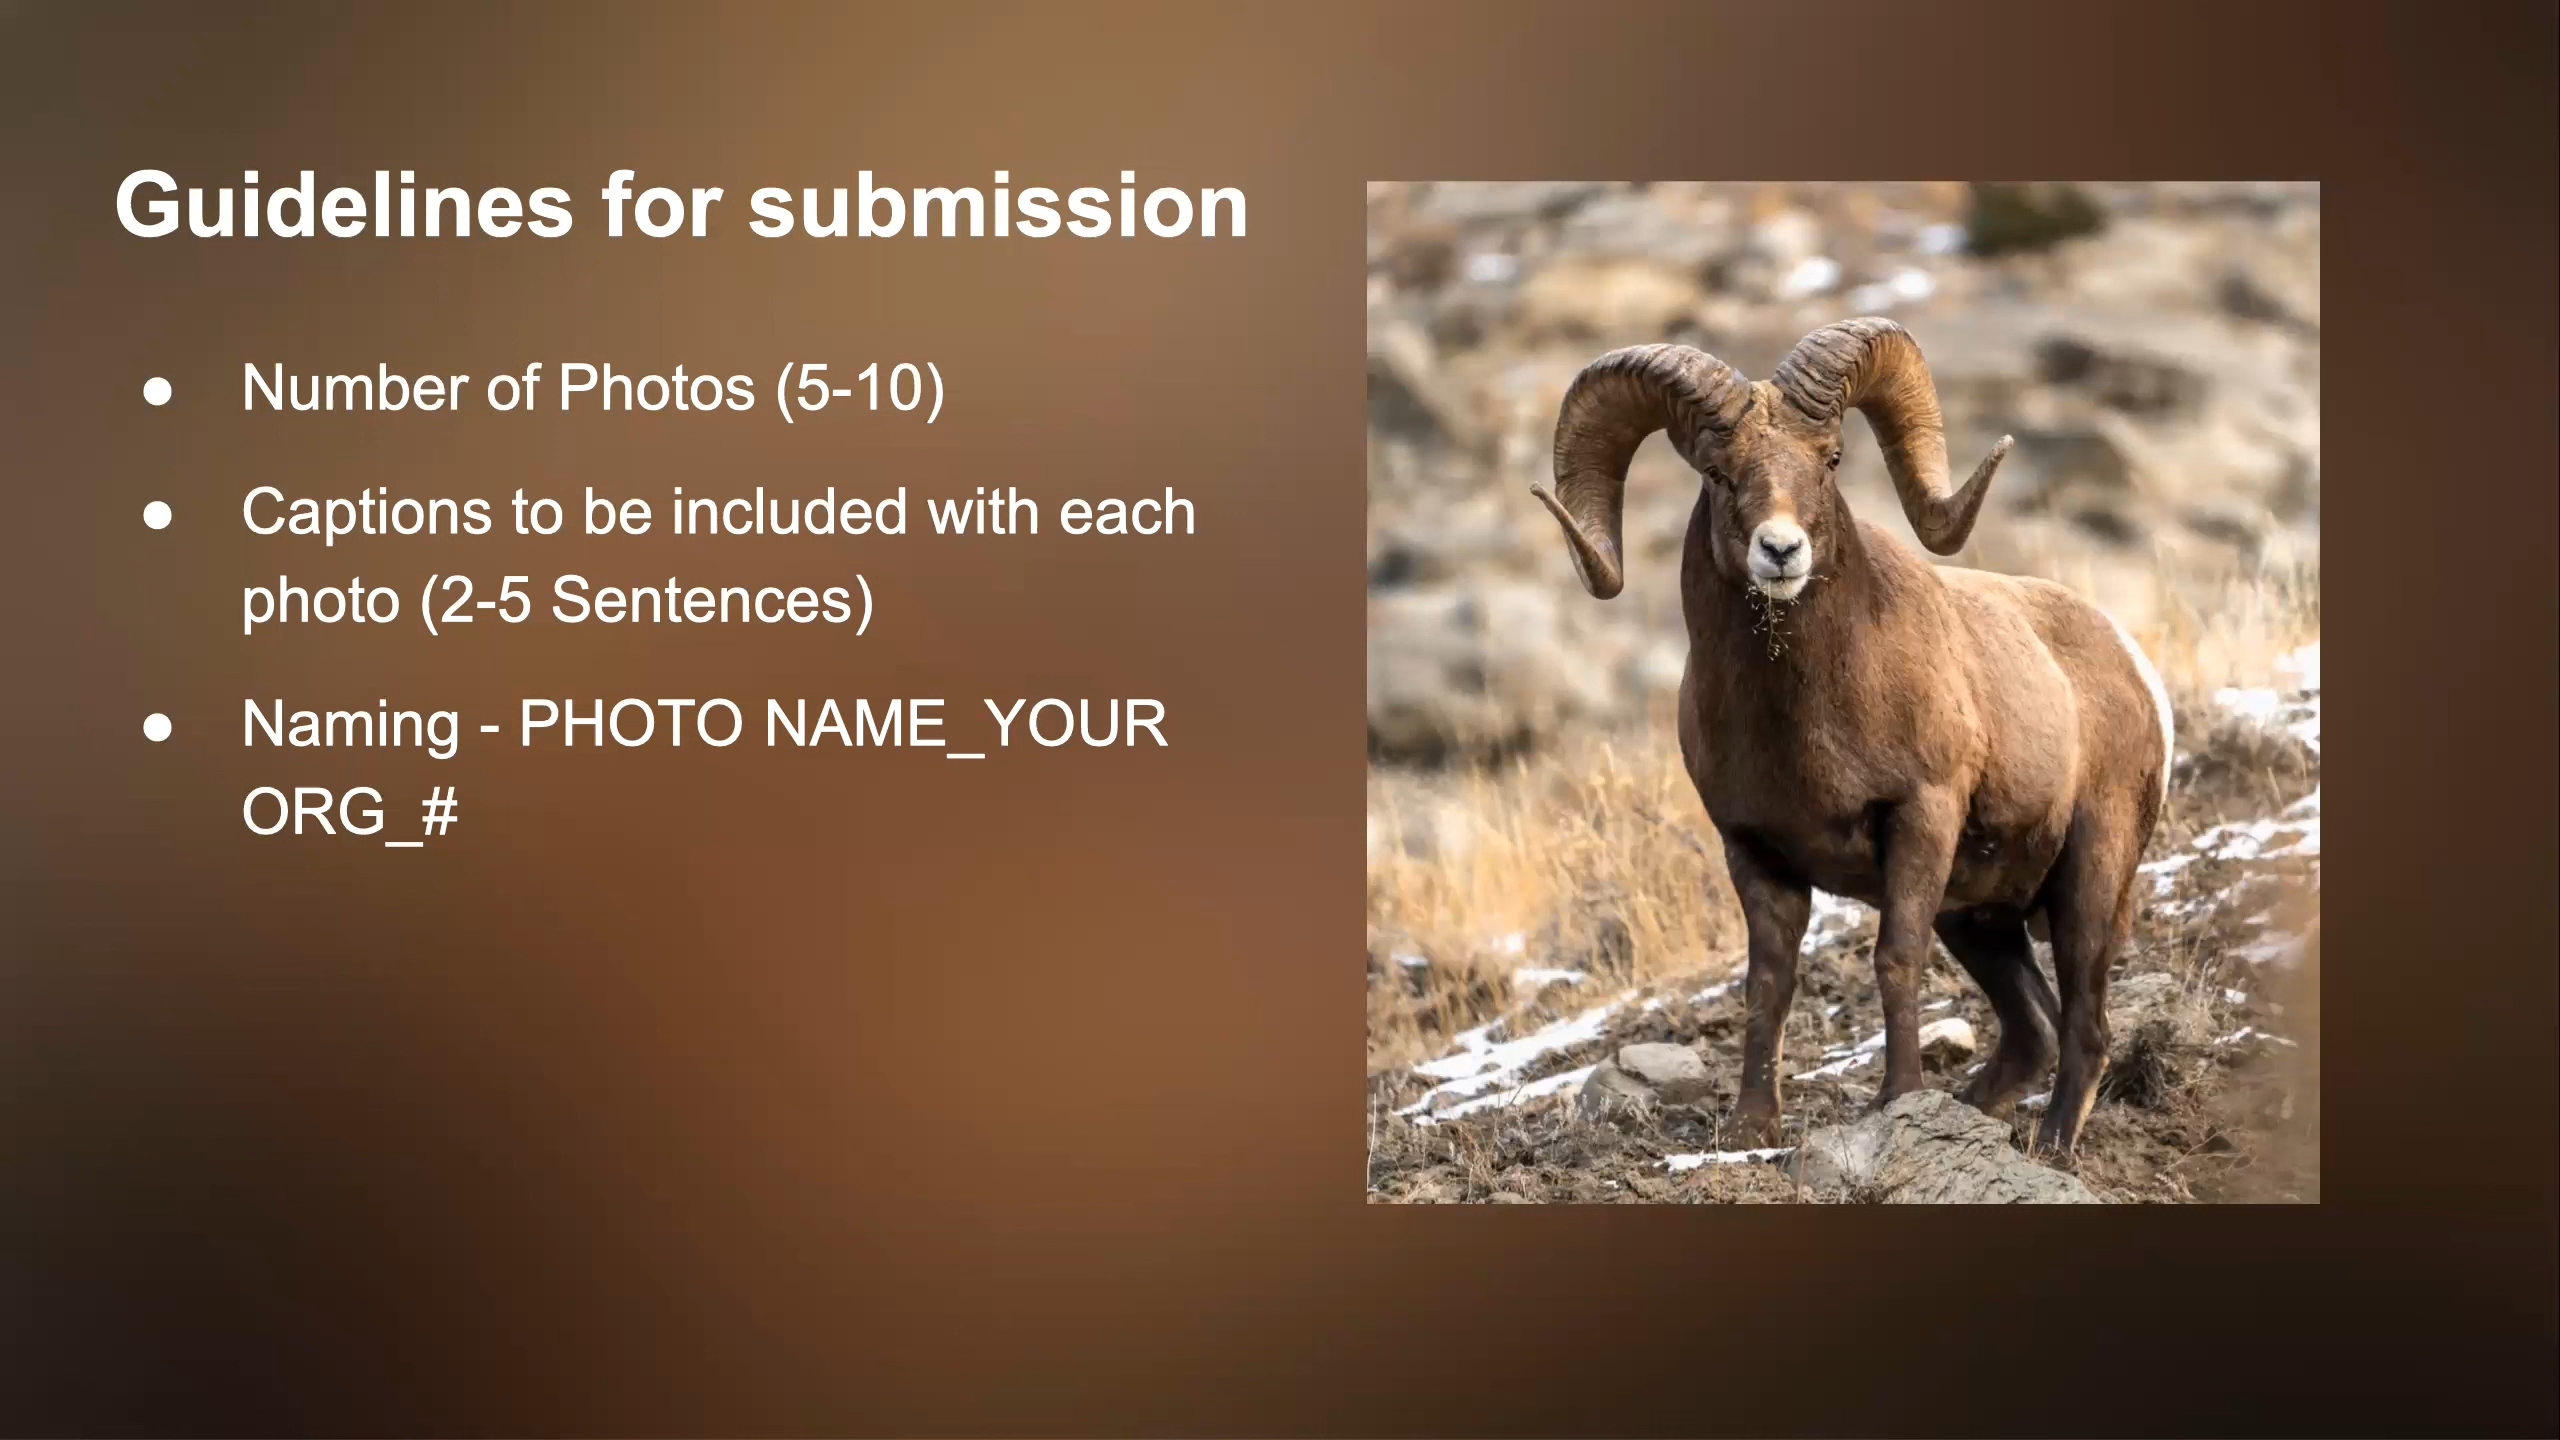 Guidelines for submission
● Number of Photos (5-10)
● Captions to be included with each
photo (2-5 Sentences)
● Naming - PHOTO NAME_YOUR
ORG_#